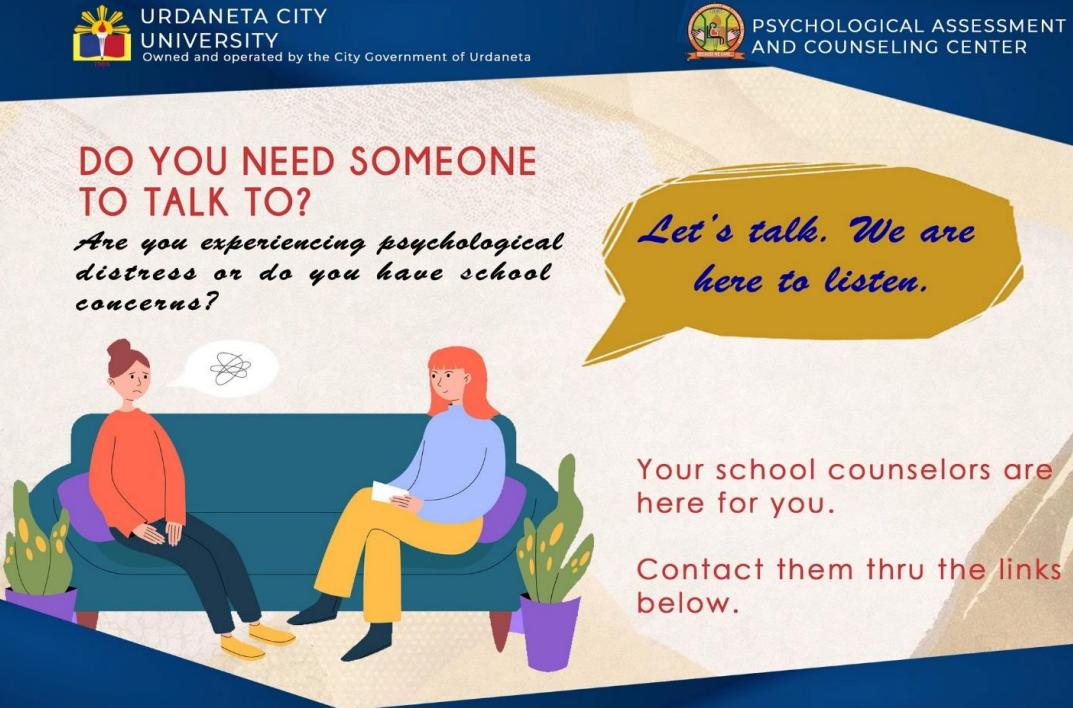 URDANETA CITY
UNIVERSITY
Owned and operated by the City Government of Urdaneta
PSYCHOLOGICAL ASSESSMENT
AND COUNSELING CENTER
DO YOU NEED SOMEONE
TO TALK TO?
Are you experiencing psychological
distress or do you have school
concerns?
Let's talk. We are
here to listen.
Your school counselors are
here for you.
Contact them thru the links
below.